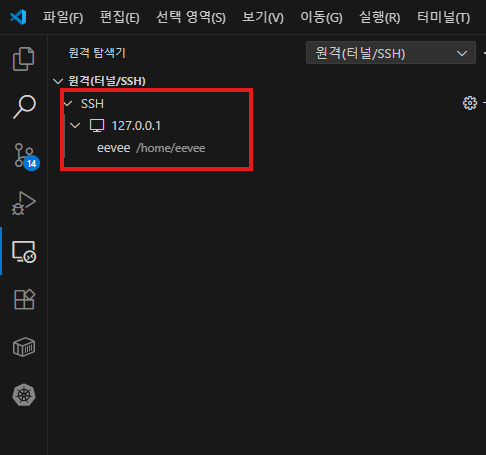 파일(F) 편집(E) 선택 영역(S) 보기(V) 이동(G) 실행(R) 터미널(T)
원격 탐색기 원격(터널/SSH)
원격(터널/SSH)
SSH
127.0.0.1
eevee /home/eevee
14